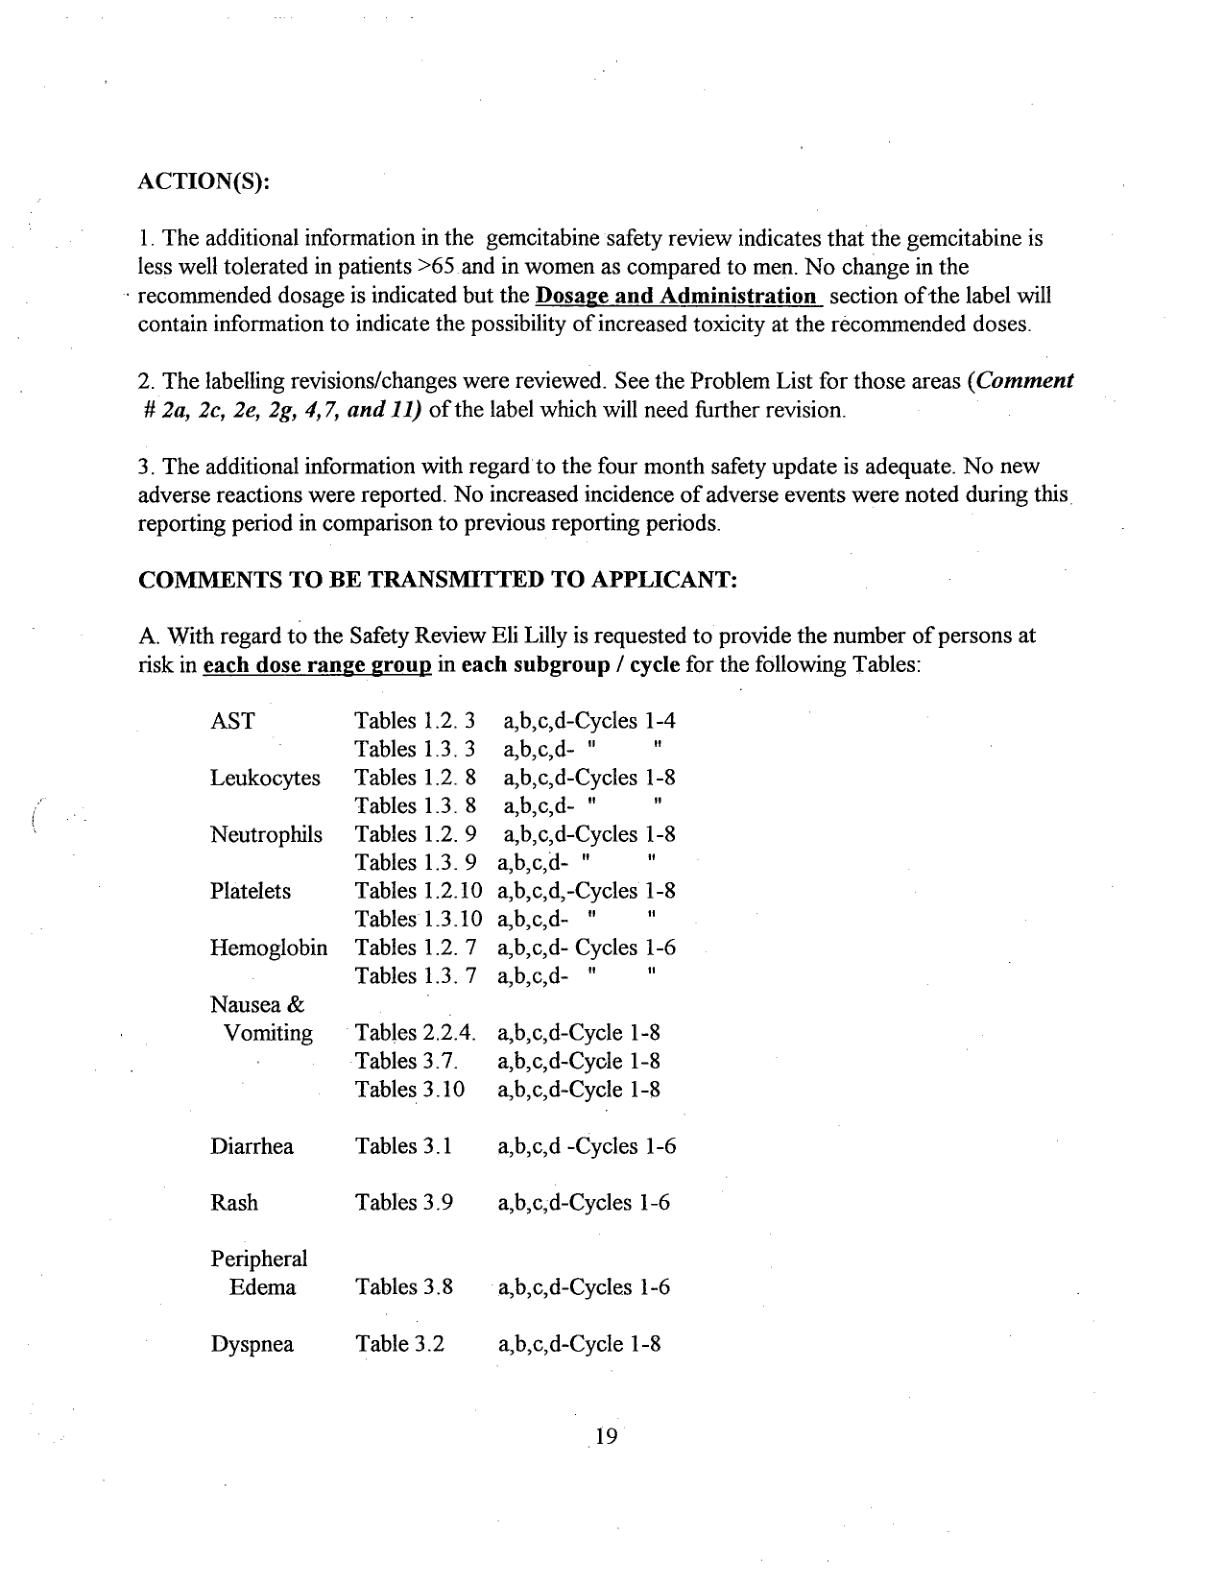 ACTION(S):
1. The additional information in the gemcitabine safety review indicates that the gemcitabine is
less well tolerated in patients >65 and in women as compared to men. No change in the
recommended dosage is indicated but the Dosage and Administration section of the label will
contain information to indicate the possibility of increased toxicity at the recommended doses.
2. The labelling revisions/changes were reviewed. See the Problem List for those areas (Comment
# 2a, 2c, 2e, 2g, 4,7, and 11) of the label which will need further revision.
3. The additional information with regard to the four month safety update is adequate. No new
adverse reactions were reported. No increased incidence of adverse events were noted during this
reporting period in comparison to previous reporting periods.
COMMENTS TO BE TRANSMITTED TO APPLICANT:
A. With regard to the Safety Review Eli Lilly is requested to provide the number of persons at
risk in each dose range group in each subgroup / cycle for the following Tables:
AST Tables 1.2. 3 a,b,c,d-Cycles 1-4
Tables 1.3. 3 a,b,c,d- " "
Leukocytes Tables 1.2. 8 a,b,c,d-Cycles 1-8
Tables 1.3. 8 a,b,c,d- " "
Neutrophils Tables 1.2. 9 a,b,c,d-Cycles 1-8
Tables 1.3. 9 a,b,c,d- " "
Platelets Tables 1.2.10 a,b,c,d,-Cycles 1-8
Tables 1.3.10 a,b,c,d- " "
Hemoglobin Tables 1.2. 7 a,b,c,d- Cycles 1-6
Tables 1.3. 7 a,b,c,d- " "
Nausea &
Vomiting Tables 2.2.4. a,b,c,d-Cycle 1-8
Tables 3.7. a,b,c,d-Cycle 1-8
Tables 3.10 a,b,c,d-Cycle 1-8
Diarrhea Tables 3.1 a,b,c,d -Cycles 1-6
Rash Tables 3.9 a,b,c,d-Cycles 1-6
Peripheral
Edema Tables 3.8 a,b,c,d-Cycles 1-6
Dyspnea Table 3.2 a,b,c,d-Cycle 1-8
19